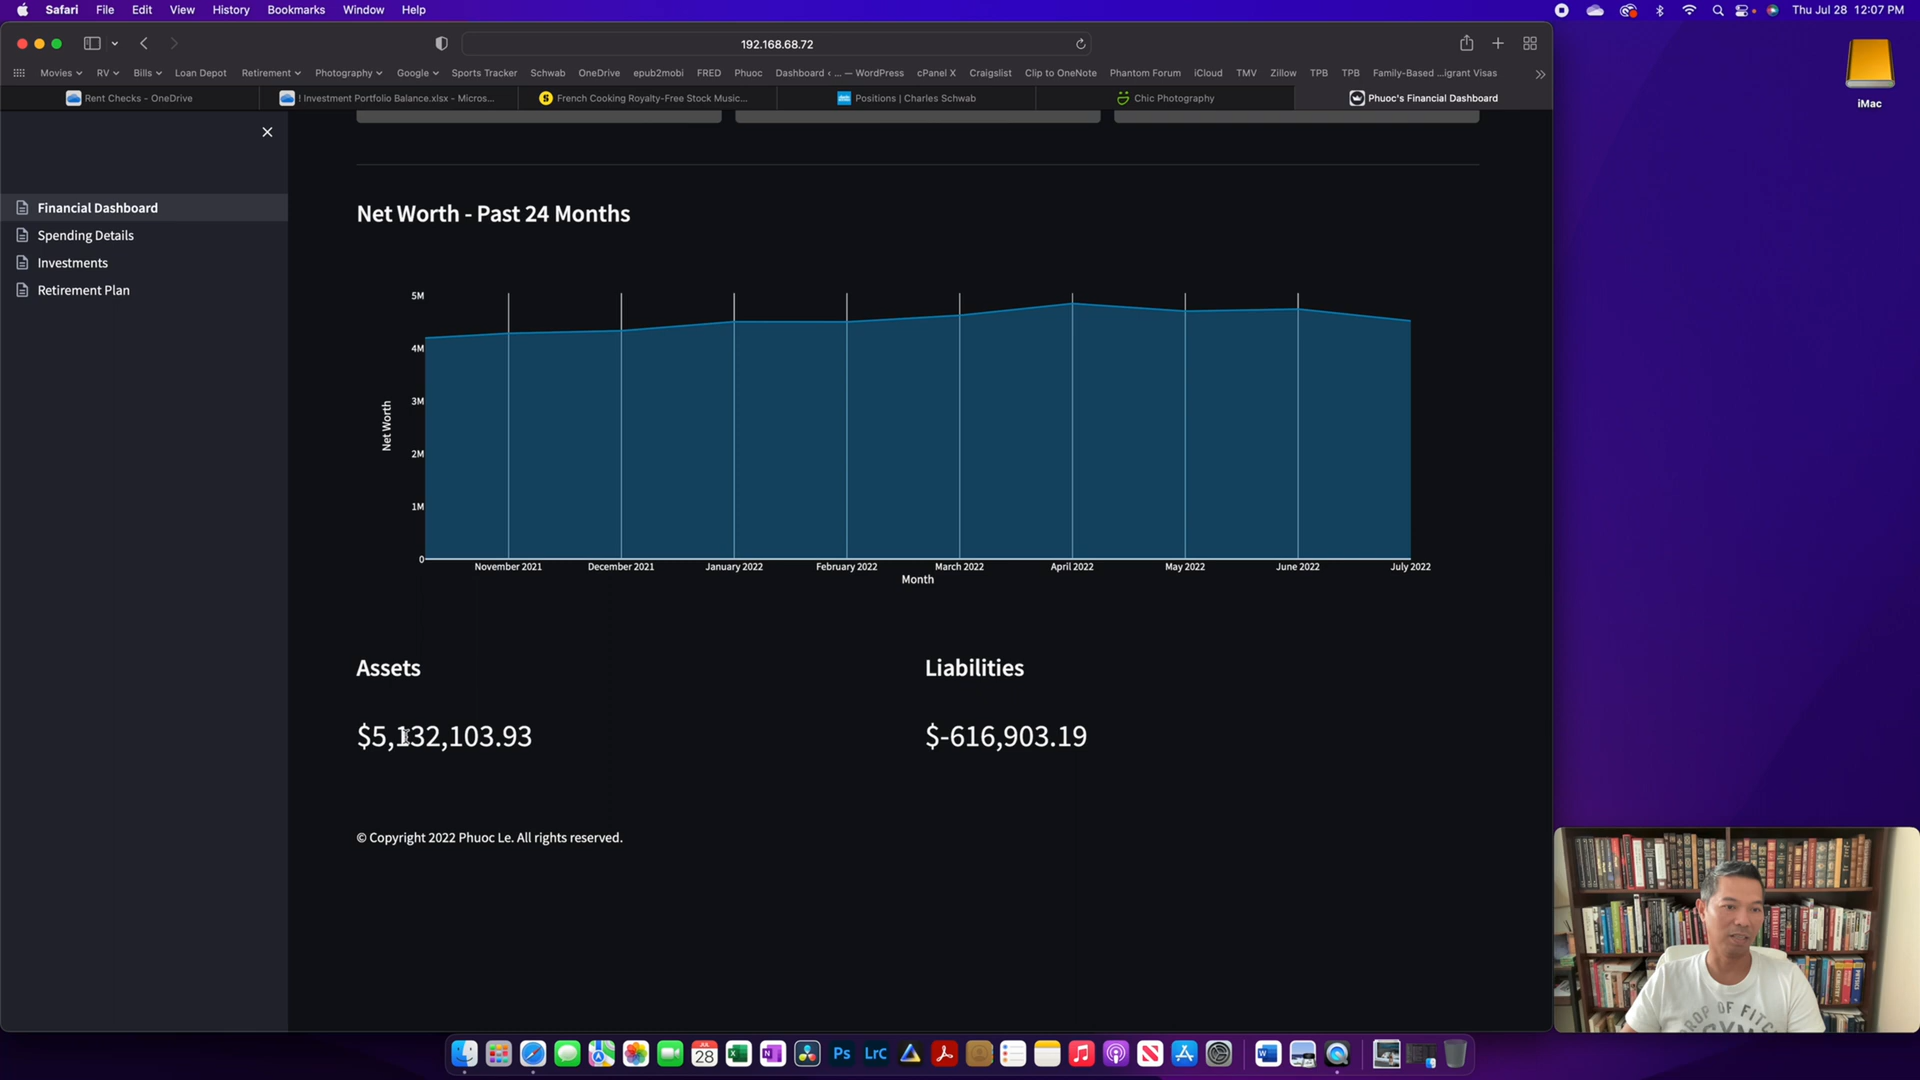 Safari File Edit View History Bookmarks Window Help
Thu Jul 28 12:07 PM
192.168.68.72
Movies RV Bills Loan Depot Retirement Photography Google Sports Tracker Schwab OneDrive epub2mobi FRED Phuoc Dashboard ‹ ... — WordPress cPanel X Craigslist Clip to OneNote Phantom Forum iCloud TMV Zillow TPB TPB Family-Based ...igrant Visas
Rent Checks - OneDrive
! Investment Portfolio Balance.xlsx - Micros...
French Cooking Royalty-Free Stock Music...
Positions | Charles Schwab
Chic Photography
Phuoc's Financial Dashboard
iMac
Financial Dashboard
Spending Details
Investments
Retirement Plan
Net Worth - Past 24 Months
5M
4M
3M
2M
1M
0
Net Worth
November 2021 December 2021 January 2022 February 2022 March 2022 April 2022 May 2022 June 2022 July 2022
Month
Assets
$5,132,103.93
Liabilities
$-616,903.19
© Copyright 2022 Phuoc Le. All rights reserved.
JUL
28
Ps
LrC